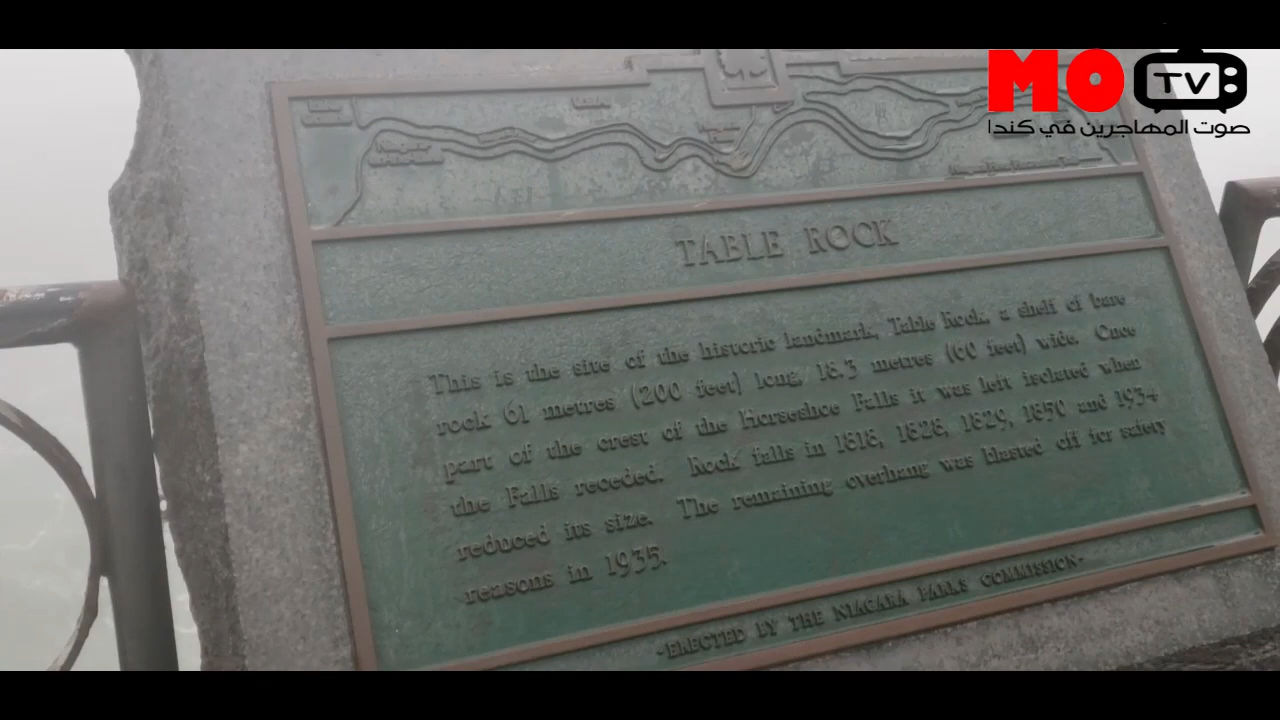 MO TV
صوت المهاجرين في كندا
TABLE ROCK
This is the site of the historic landmark, Table Rock, a shelf of bare
rock 61 metres (200 feet) long, 18.3 metres (60 feet) wide. Once
part of the crest of the Horseshoe Falls it was left isolated when
the Falls receded. Rock falls in 1818, 1828, 1829, 1850 and 1934
reduced its size. The remaining overhang was blasted off for safety
reasons in 1935.
-ERECTED BY THE NIAGARA PARKS COMMISSION-